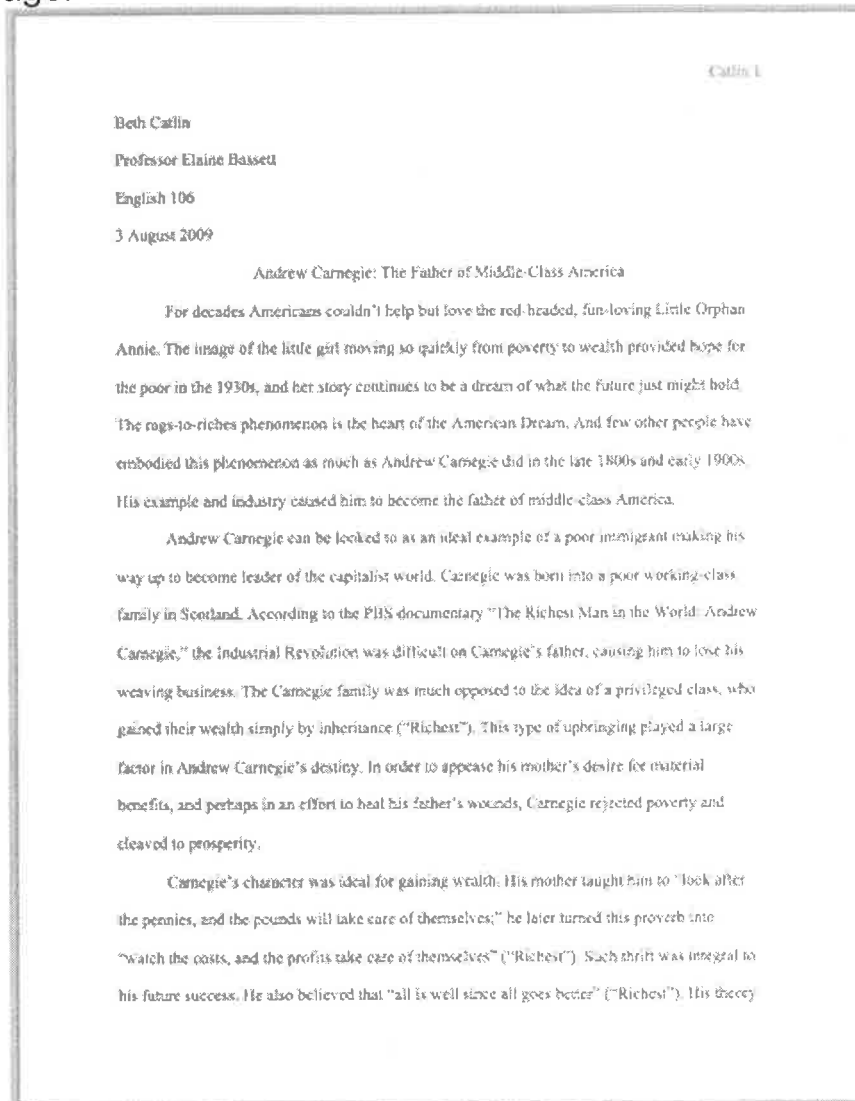 Catlin 1
Beth Catlin
Professor Elaine Bassett
English 106
3 August 2009
Andrew Carnegie: The Father of Middle-Class America
For decades Americans couldn't help but love the red-headed, fun-loving Little Orphan
Annie. The image of the little girl moving so quickly from poverty to wealth provided hope for
the poor in the 1930s, and her story continues to be a dream of what the future just might hold.
The rags-to-riches phenomenon is the heart of the American Dream. And few other people have
embodied this phenomenon as much as Andrew Carnegie did in the late 1800s and early 1900s.
His example and industry caused him to become the father of middle-class America.
Andrew Carnegie can be looked to as an ideal example of a poor immigrant making his
way up to become leader of the capitalist world. Carnegie was born into a poor working-class
family in Scotland. According to the PBS documentary "The Richest Man in the World: Andrew
Carnegie," the Industrial Revolution was difficult on Carnegie's father, causing him to lose his
weaving business. The Carnegie family was much opposed to the idea of a privileged class, who
gained their wealth simply by inheritance ("Richest"). This type of upbringing played a large
factor in Andrew Carnegie's destiny. In order to appease his mother's desire for material
benefits, and perhaps in an effort to heal his father's wounds, Carnegie rejected poverty and
cleaved to prosperity.
Carnegie's character was ideal for gaining wealth. His mother taught him to "look after
the pennies, and the pounds will take care of themselves;" he later turned this proverb into
"watch the costs, and the profits take care of themselves" ("Richest"). Such thrift was integral to
his future success. He also believed that "all is well since all goes better" ("Richest"). His theory